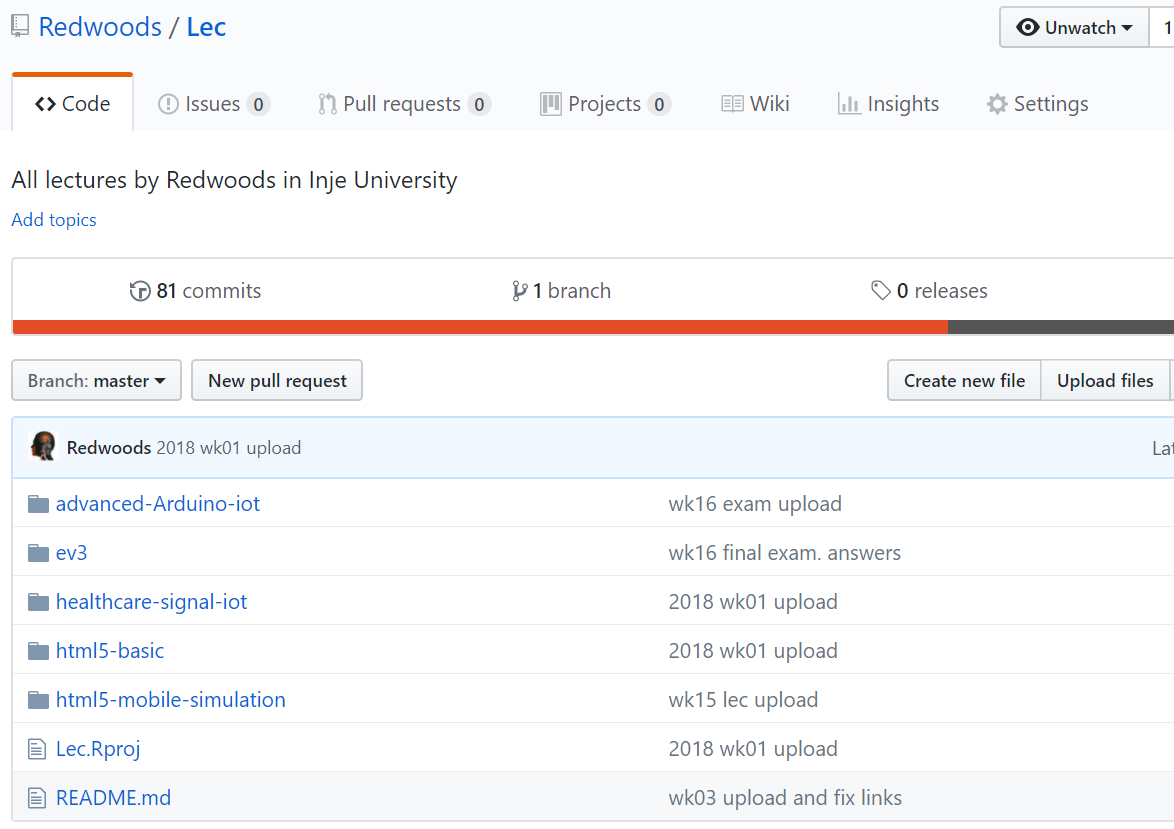 Redwoods / Lec
Unwatch
Code Issues 0 Pull requests 0 Projects 0 Wiki Insights Settings
All lectures by Redwoods in Inje University
Add topics
81 commits 1 branch 0 releases
Branch: master New pull request Create new file Upload files
Redwoods 2018 wk01 upload
advanced-Arduino-iot wk16 exam upload
ev3 wk16 final exam. answers
healthcare-signal-iot 2018 wk01 upload
html5-basic 2018 wk01 upload
html5-mobile-simulation wk15 lec upload
Lec.Rproj 2018 wk01 upload
README.md wk03 upload and fix links